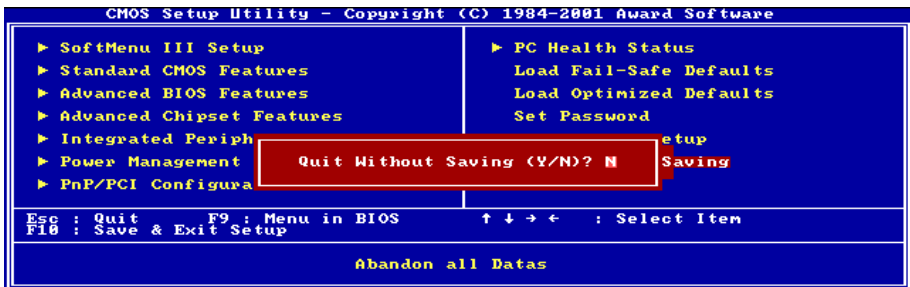 CMOS Setup Utility – Copyright (C) 1984-2001 Award Software
► SoftMenu III Setup
► Standard CMOS Features
► Advanced BIOS Features
► Advanced Chipset Features
► Integrated Periph
► Power Management
► PnP/PCI Configura
► PC Health Status
Load Fail-Safe Defaults
Load Optimized Defaults
Set Password
etup
Saving
Quit Without Saving (Y/N)? N
Esc : Quit F9 : Menu in BIOS ↑ ↓ → ← : Select Item
F10 : Save & Exit Setup
Abandon all Datas